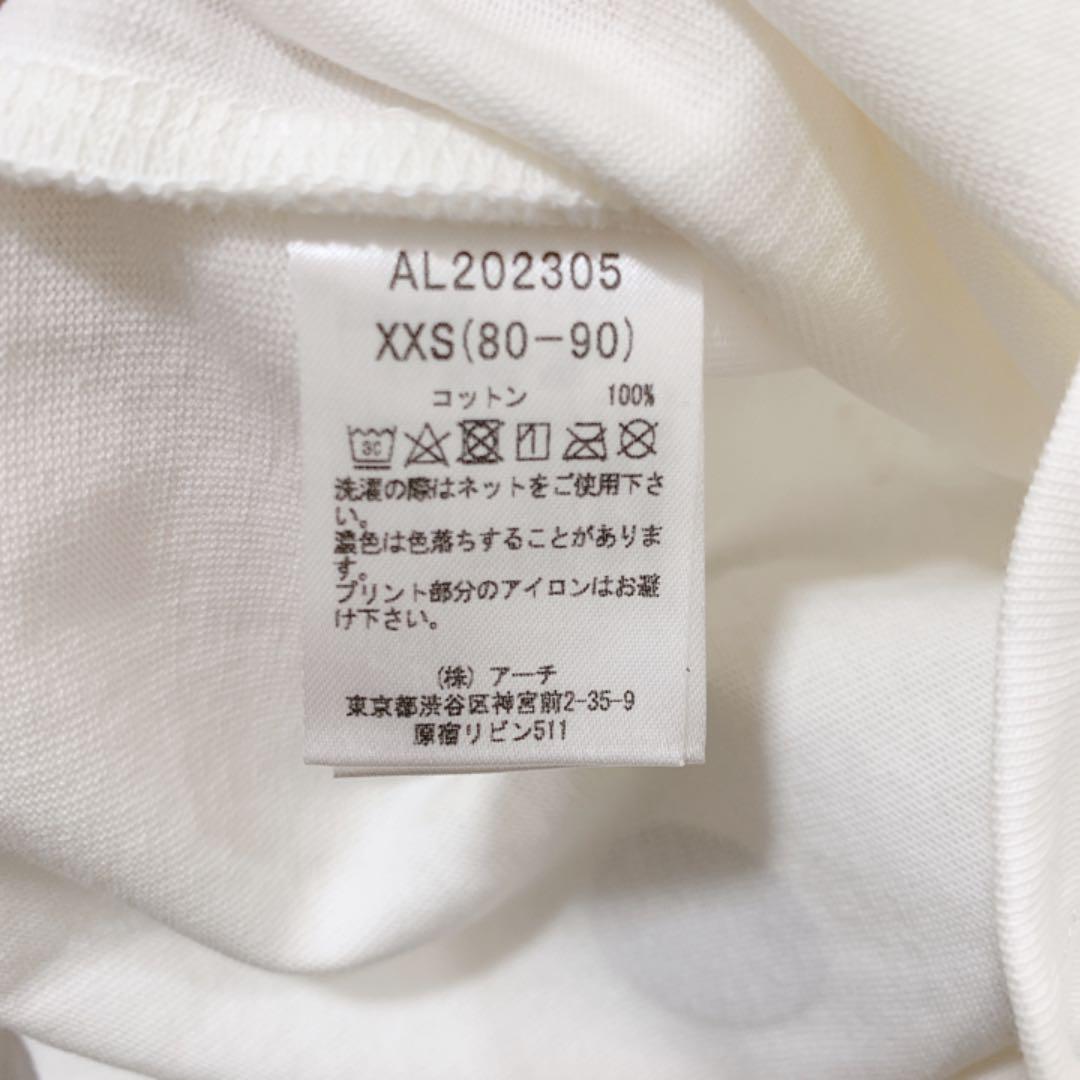 AL202305
XXS(80-90)
コットン 100%
30
洗濯の際はネットをご使用下さ
い。
濃色は色落ちすることがありま
す。
プリント部分のアイロンはお避
け下さい。
(株) アーチ
東京都渋谷区神宮前2-35-9
原宿リビン511